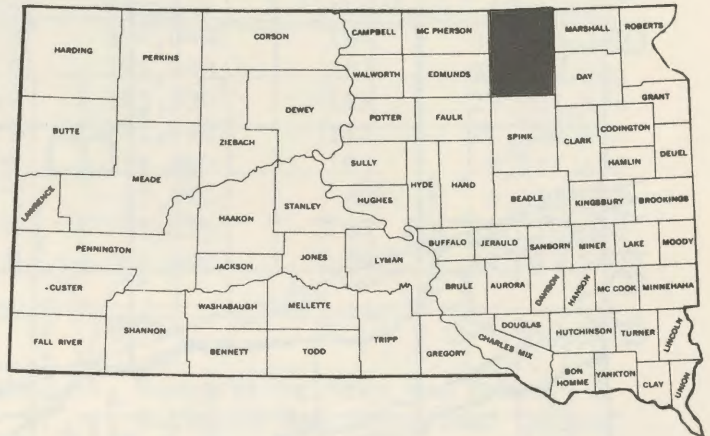 HARDING
PERKINS
CORSON
CAMPBELL
MC PHERSON
MARSHALL
ROBERTS
WALWORTH
EDMUNDS
DAY
GRANT
BUTTE
DEWEY
ZIEBACH
POTTER
FAULK
SPINK
CLARK
CODINGTON
DEUEL
HAMLIN
MEADE
SULLY
HYDE
HAND
LAWRENCE
HAAKON
STANLEY
HUGHES
BEADLE
KINGSBURY
BROOKINGS
PENNINGTON
JACKSON
JONES
LYMAN
BUFFALO
JERAULD
SANBORN
MINER
LAKE
MOODY
CUSTER
BRULE
AURORA
DAVISON
HANSON
MC COOK
MINNEHAHA
FALL RIVER
SHANNON
WASHABAUGH
MELLETTE
TRIPP
DOUGLAS
HUTCHINSON
TURNER
LINCOLN
BENNETT
TODD
GREGORY
CHARLES MIX
BON
HOMME
YANKTON
CLAY
UNION